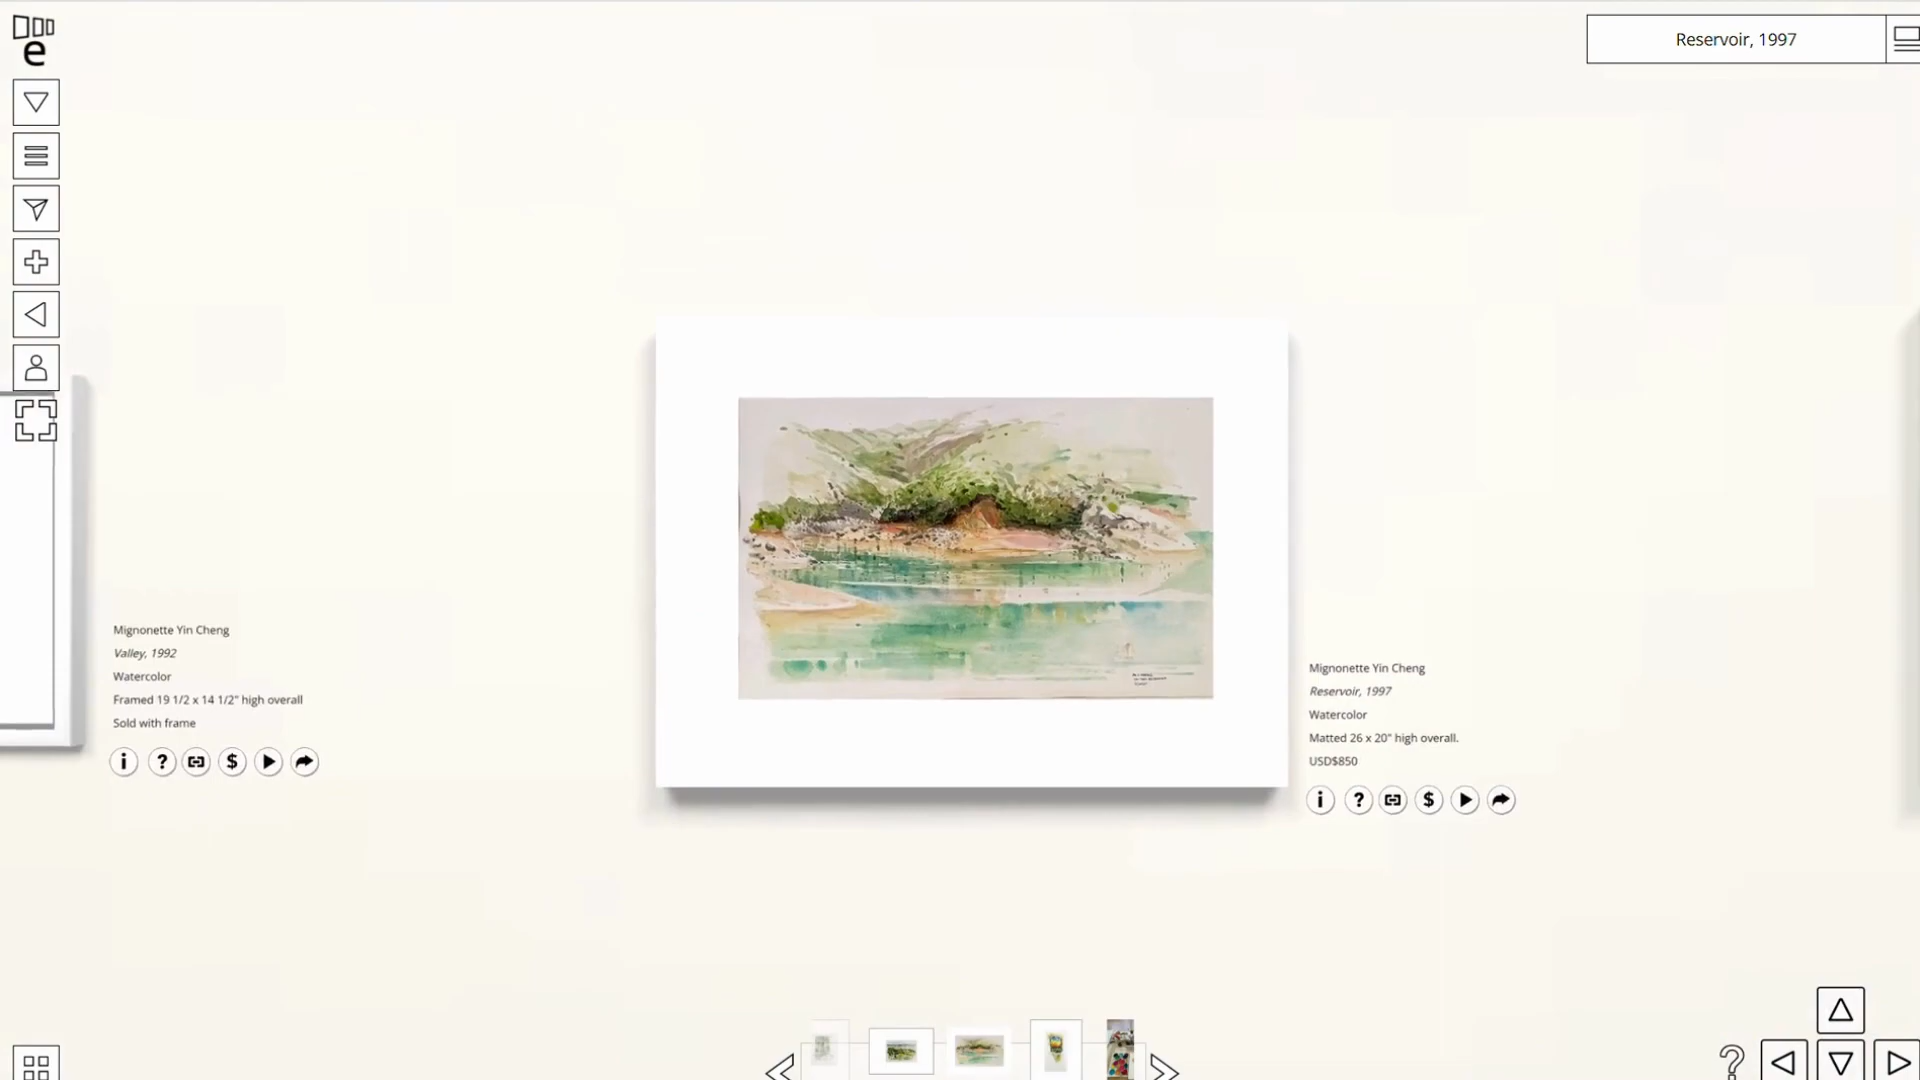 e
Reservoir, 1997
Mignonette Yin Cheng
Valley, 1992
Watercolor
Framed 19 1/2 x 14 1/2" high overall
Sold with frame
Mignonette Yin Cheng
Reservoir, 1997
Watercolor
Matted 26 x 20" high overall.
USD$850